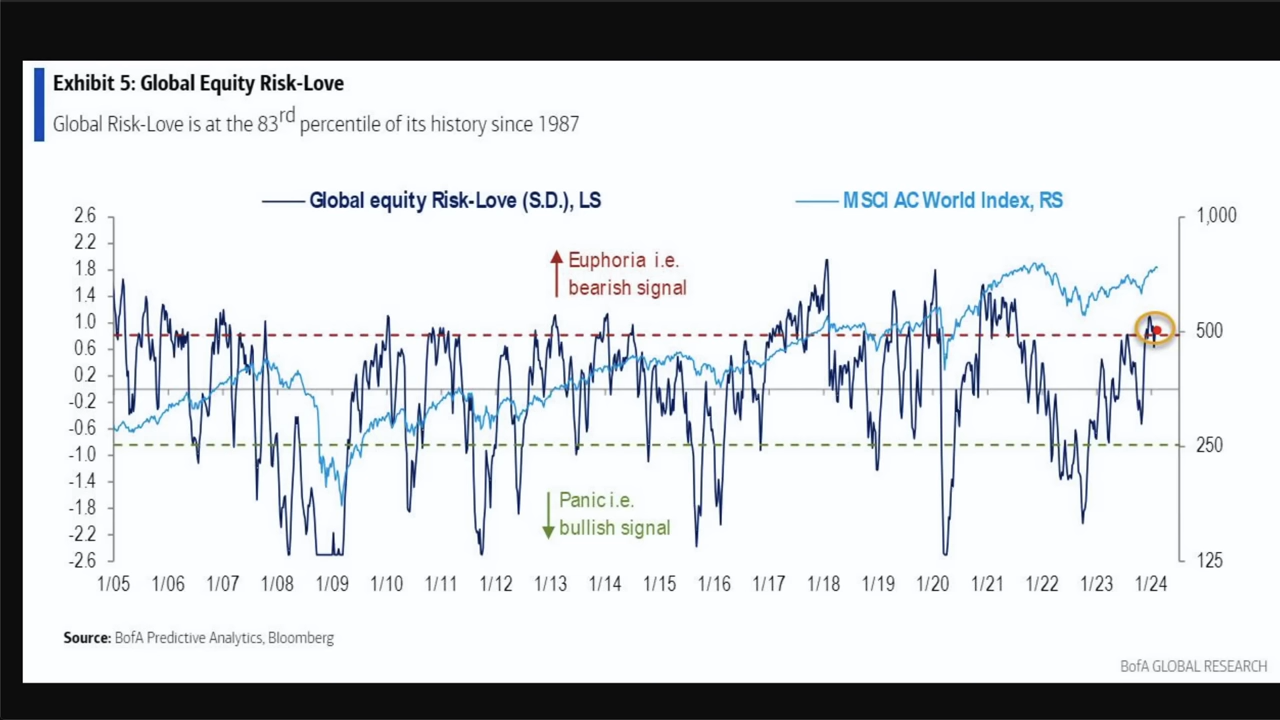 Exhibit 5: Global Equity Risk-Love
Global Risk-Love is at the 83rd percentile of its history since 1987
Global equity Risk-Love (S.D.), LS
MSCI AC World Index, RS
2.6
2.2
1.8
1.4
1.0
0.6
0.2
-0.2
-0.6
-1.0
-1.4
-1.8
-2.2
-2.6
Euphoria i.e.
bearish signal
Panic i.e.
bullish signal
1,000
500
250
125
1/05 1/06 1/07 1/08 1/09 1/10 1/11 1/12 1/13 1/14 1/15 1/16 1/17 1/18 1/19 1/20 1/21 1/22 1/23 1/24
Source: BofA Predictive Analytics, Bloomberg
BofA GLOBAL RESEARCH